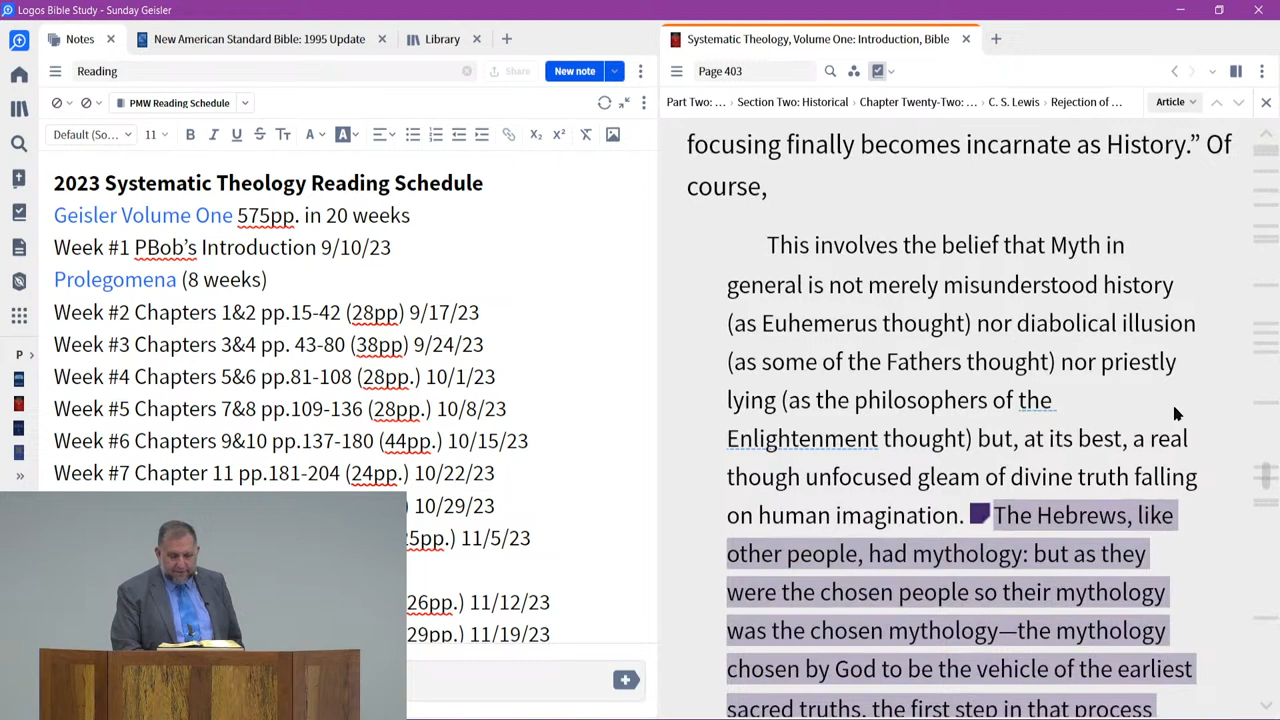 Logos Bible Study - Sunday Geisler
Notes
New American Standard Bible: 1995 Update
Library
Systematic Theology, Volume One: Introduction, Bible
Reading
Share
New note
Page 403
PMW Reading Schedule
Part Two: … Section Two: Historical Chapter Twenty-Two: … C. S. Lewis Rejection of …
Article
Default (So…
11
2023 Systematic Theology Reading Schedule
Geisler Volume One 575pp. in 20 weeks
Week #1 PBob’s Introduction 9/10/23
Prolegomena (8 weeks)
Week #2 Chapters 1&2 pp.15-42 (28pp) 9/17/23
Week #3 Chapters 3&4 pp. 43-80 (38pp) 9/24/23
Week #4 Chapters 5&6 pp.81-108 (28pp.) 10/1/23
Week #5 Chapters 7&8 pp.109-136 (28pp.) 10/8/23
Week #6 Chapters 9&10 pp.137-180 (44pp.) 10/15/23
Week #7 Chapter 11 pp.181-204 (24pp.) 10/22/23
) 10/29/23
5pp.) 11/5/23
26pp.) 11/12/23
29pp.) 11/19/23
P
focusing finally becomes incarnate as History.” Of
course,
This involves the belief that Myth in
general is not merely misunderstood history
(as Euhemerus thought) nor diabolical illusion
(as some of the Fathers thought) nor priestly
lying (as the philosophers of the
Enlightenment thought) but, at its best, a real
though unfocused gleam of divine truth falling
on human imagination. The Hebrews, like
other people, had mythology: but as they
were the chosen people so their mythology
was the chosen mythology—the mythology
chosen by God to be the vehicle of the earliest
sacred truths, the first step in that process